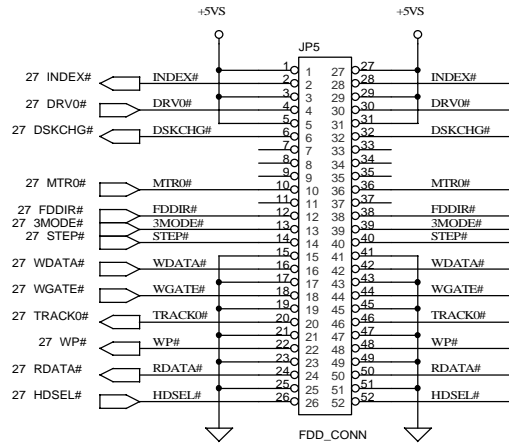 +5VS +5VS
JP5
1 1 27 27
27 INDEX# INDEX# 2 2 28 28 INDEX#
3 3 29 29
27 DRV0# DRV0# 4 4 30 30 DRV0#
5 5 31 31
27 DSKCHG# DSKCHG# 6 6 32 32 DSKCHG#
7 7 33 33
8 8 34 34
9 9 35 35
27 MTR0# MTR0# 10 10 36 36 MTR0#
11 11 37 37
27 FDDIR# FDDIR# 12 12 38 38 FDDIR#
27 3MODE# 3MODE# 13 13 39 39 3MODE#
27 STEP# STEP# 14 14 40 40 STEP#
15 15 41 41
27 WDATA# WDATA# 16 16 42 42 WDATA#
17 17 43 43
27 WGATE# WGATE# 18 18 44 44 WGATE#
19 19 45 45
27 TRACK0# TRACK0# 20 20 46 46 TRACK0#
21 21 47 47
27 WP# WP# 22 22 48 48 WP#
23 23 49 49
27 RDATA# RDATA# 24 24 50 50 RDATA#
25 25 51 51
27 HDSEL# HDSEL# 26 26 52 52 HDSEL#
FDD_CONN